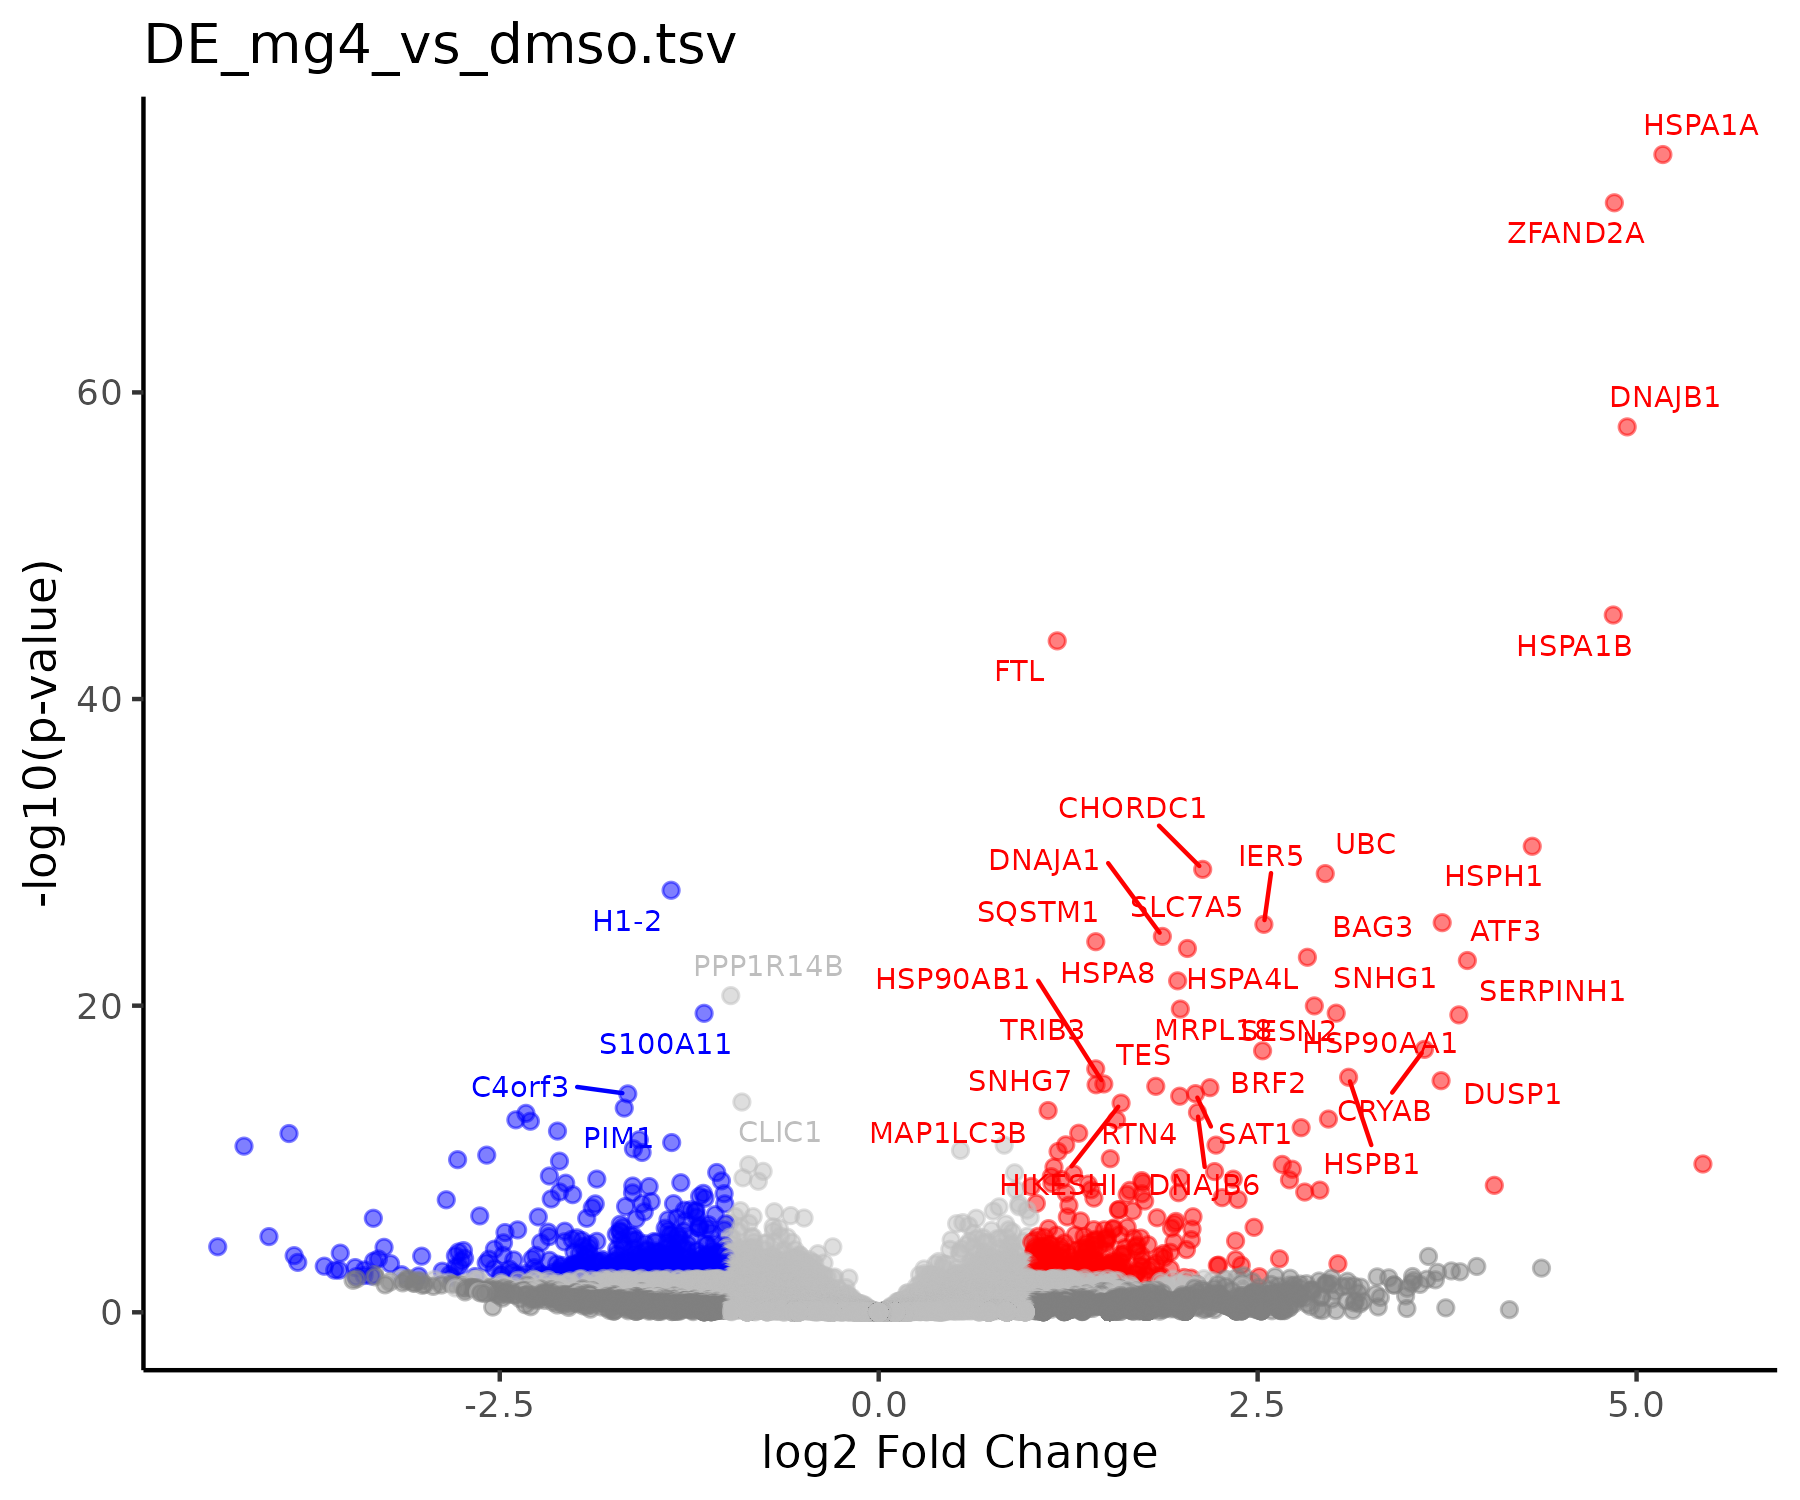 DE_mg4_vs_dmso.tsv
HSPA1A
ZFAND2A
60
DNAJB1
HSPA1B
FTL
40
-log10(p-value)
CHORDC1
UBC
IER5
DNAJA1
HSPH1
SLC7A5
SQSTM1
H1-2
BAG3
ATF3
PPP1R14B
HSPA8
HSP90AB1
HSPA4L
SNHG1
SERPINH1
20
TRIB3
MRPL18
SESN2
S100A11
HSP90AA1
TES
SNHG7
BRF2
C4orf3
DUSP1
CRYAB
CLIC1
MAP1LC3B
RTN4
SAT1
PIM1
HSPB1
HIKESHI
DNAJB6
0
-2.5
0.0
2.5
5.0
log2 Fold Change